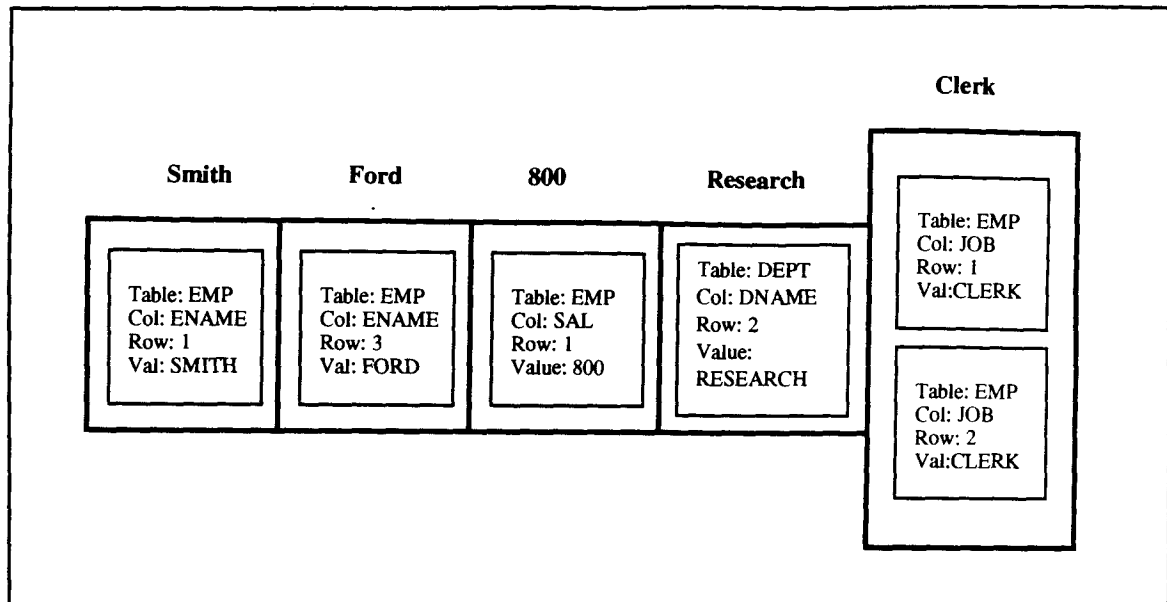 Clerk
Smith
Ford
800
Research
Table: EMP
Col: ENAME
Row: 1
Val: SMITH
Table: EMP
Col: ENAME
Row: 3
Val: FORD
Table: EMP
Col: SAL
Row: 1
Value: 800
Table: DEPT
Col: DNAME
Row: 2
Value:
RESEARCH
Table: EMP
Col: JOB
Row: 1
Val:CLERK
Table: EMP
Col: JOB
Row: 2
Val:CLERK